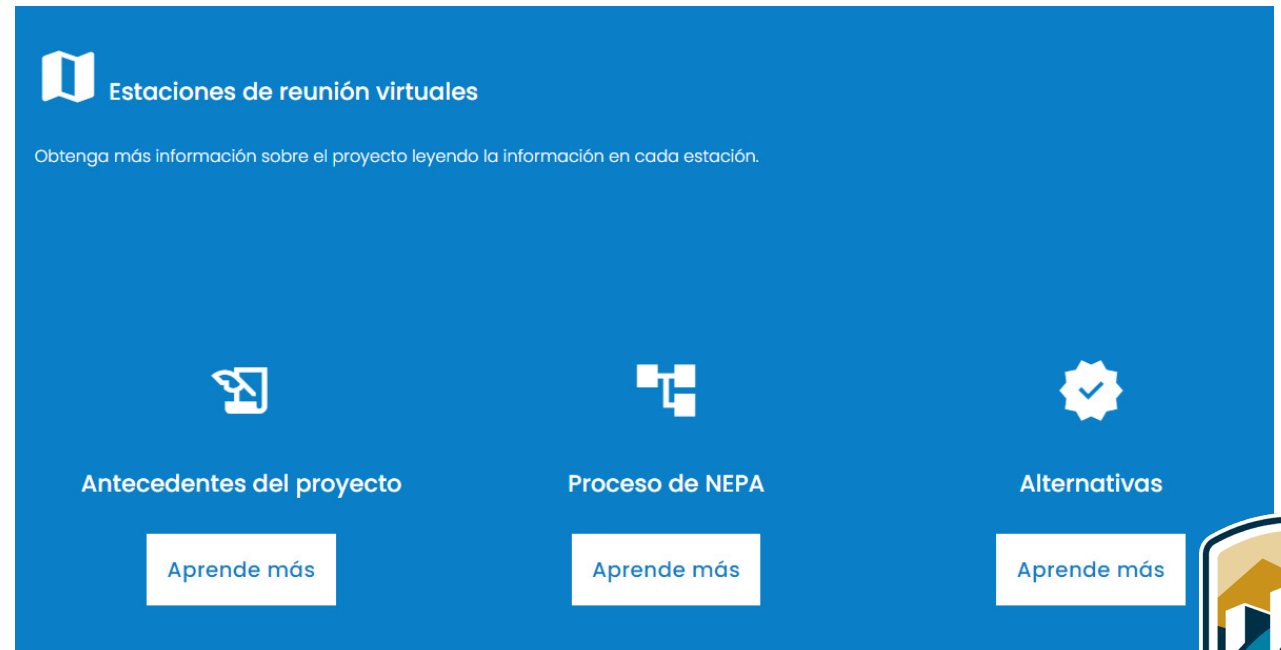 Estaciones de reunión virtuales
Obtenga más información sobre el proyecto leyendo la información en cada estación.
Antecedentes del proyecto
Proceso de NEPA
Alternativas
Aprende más
Aprende más
Aprende más